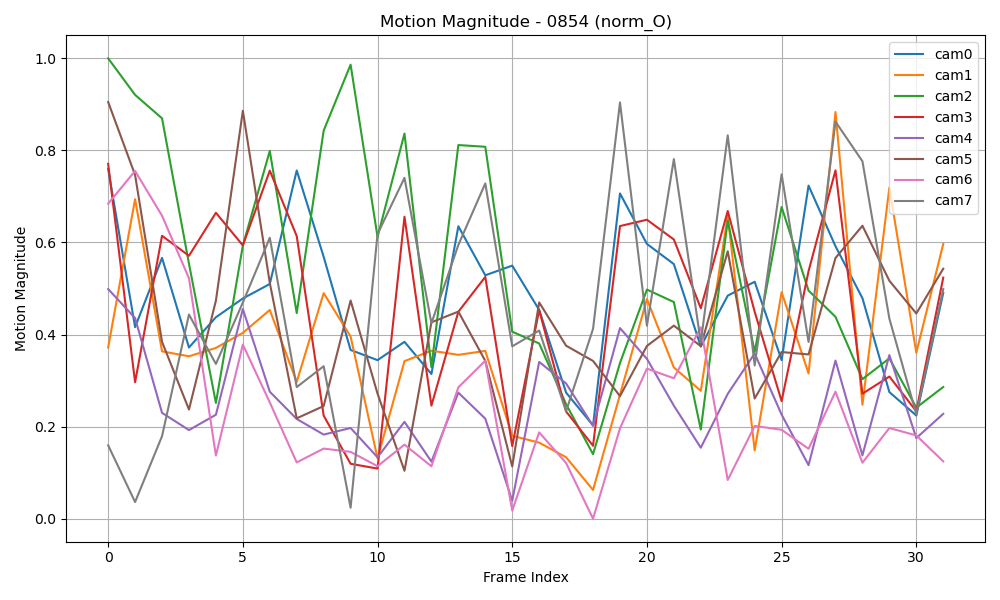 Motion Magnitude - 0854 (norm_O)
Motion Magnitude
1.0
0.8
0.6
0.4
0.2
0.0
0 5 10 15 20 25 30
Frame Index
cam0
cam1
cam2
cam3
cam4
cam5
cam6
cam7